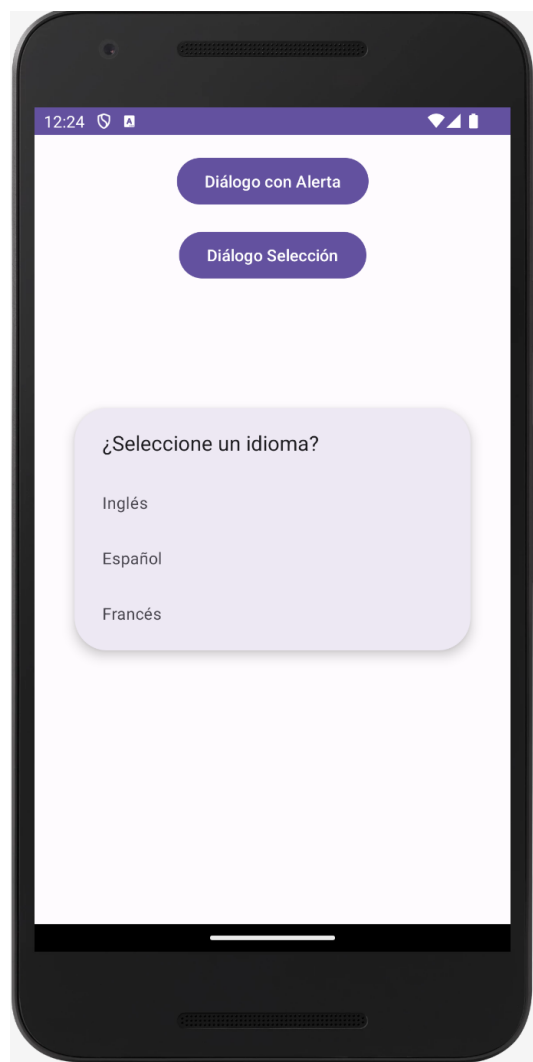 12:24
Diálogo con Alerta
Diálogo Selección
¿Seleccione un idioma?
Inglés
Español
Francés